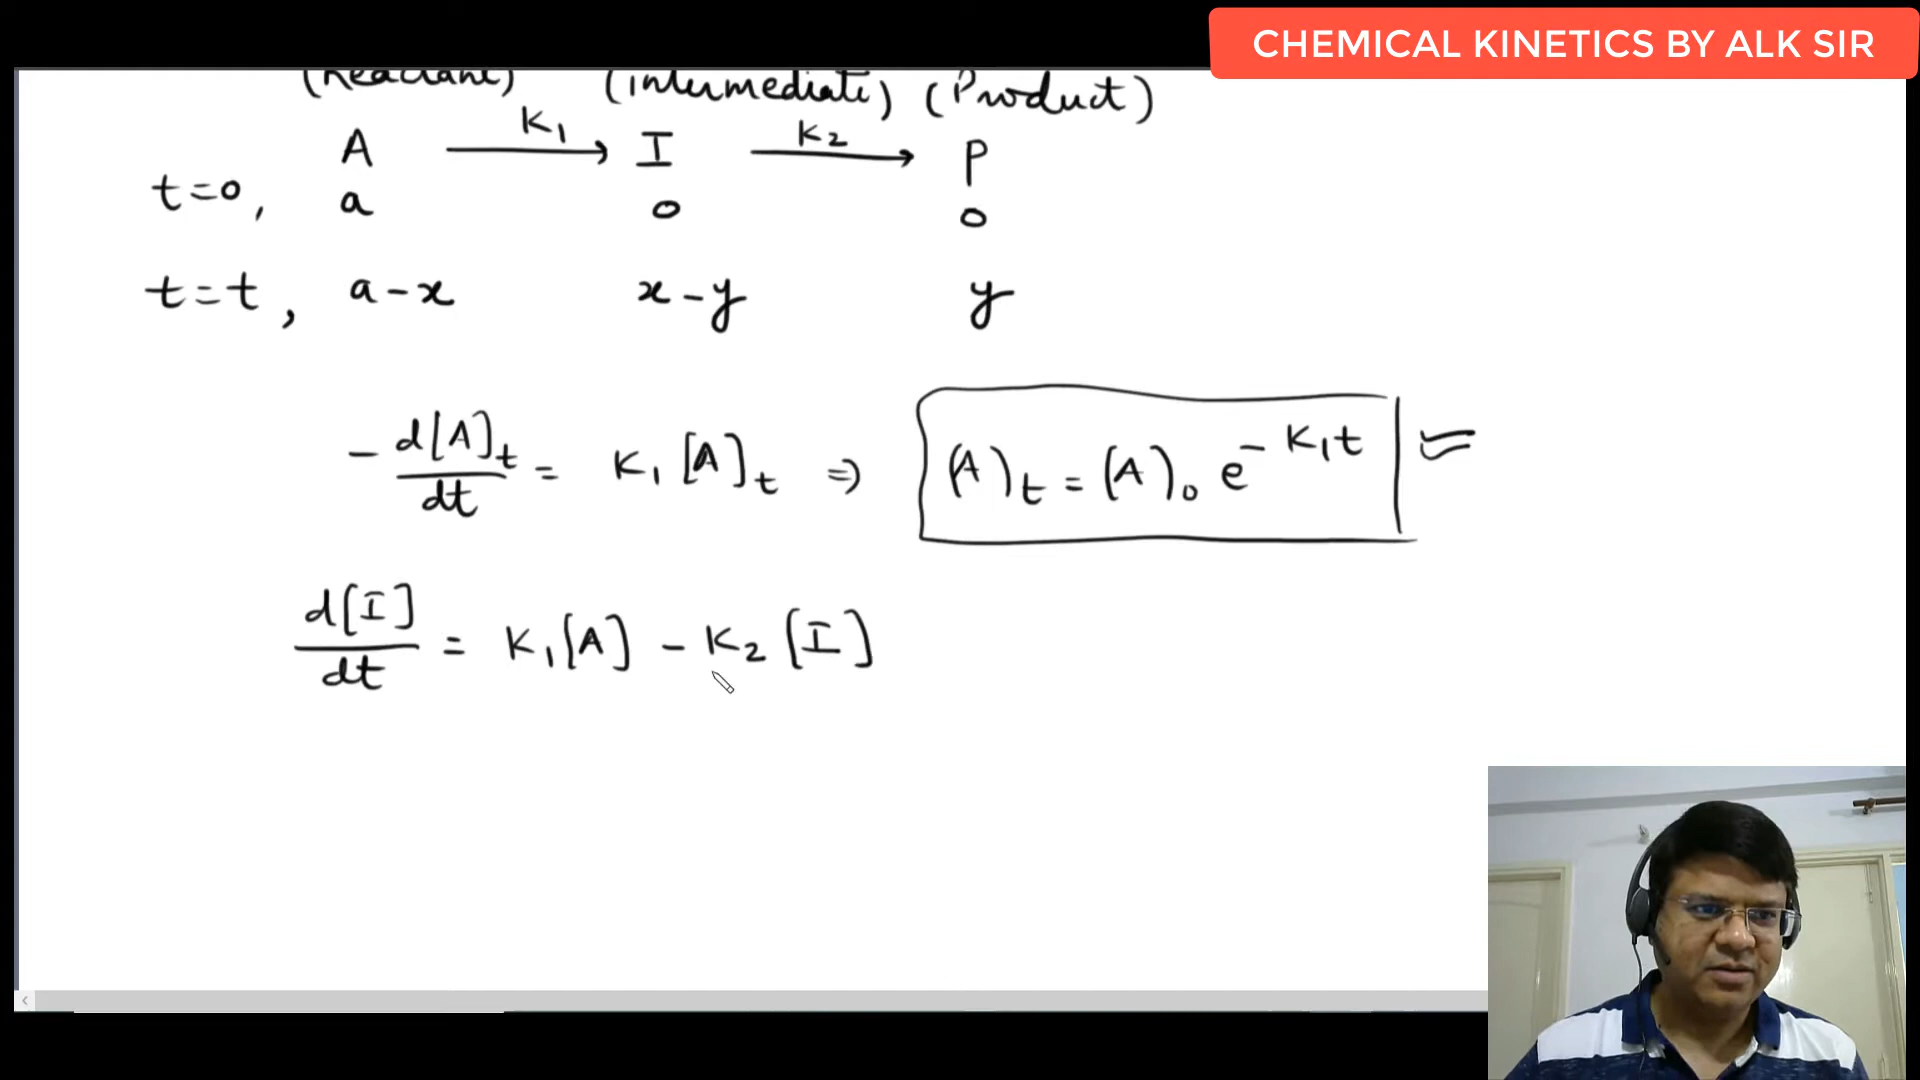 CHEMICAL KINETICS BY ALK SIR
(Reactant) (Intermediate) (Product)
A K₁ → I K₂ → P
t=0, a 0 0
t=t, a-x x-y y
- d[A]t/dt = K₁[A]t ⇒ (A)t = (A)₀ e^-K₁t
d[I]/dt = K₁[A] - K₂[I]